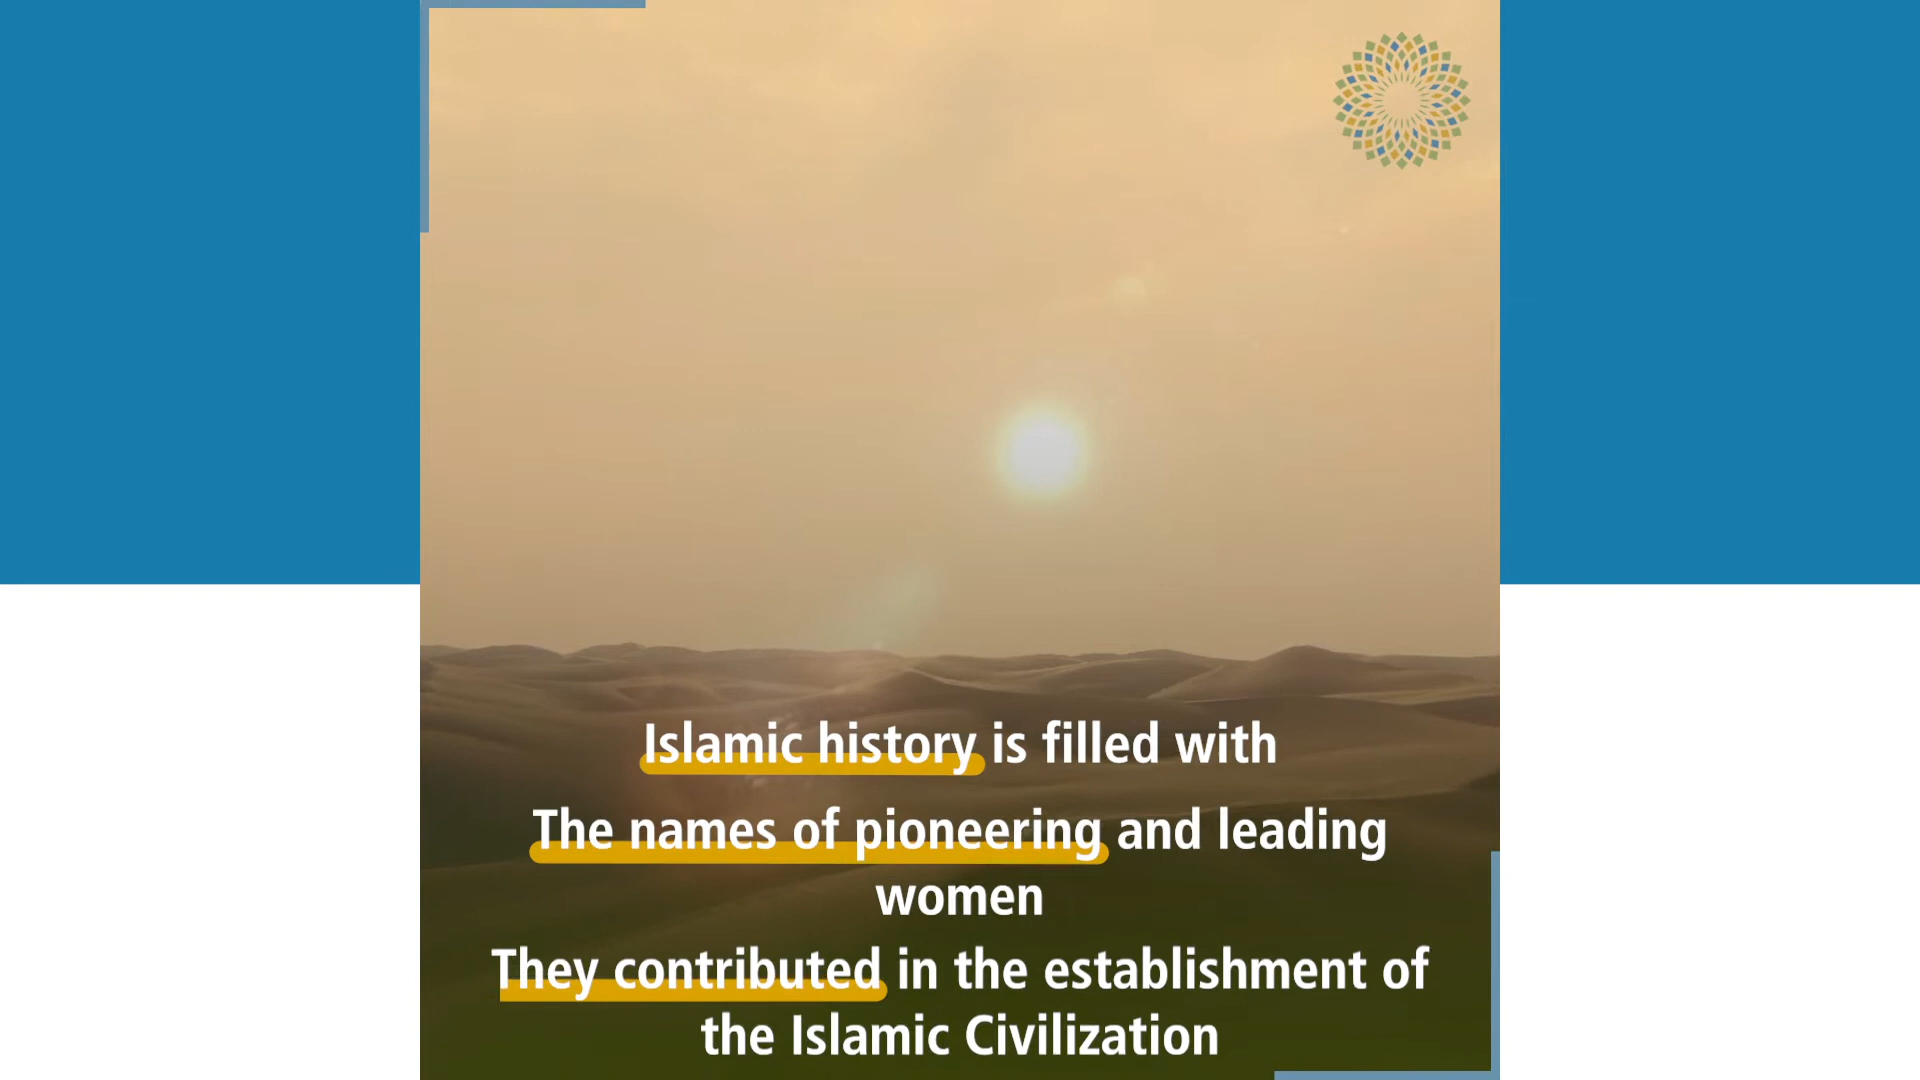 Islamic history is filled with
The names of pioneering and leading
women
They contributed in the establishment of
the Islamic Civilization